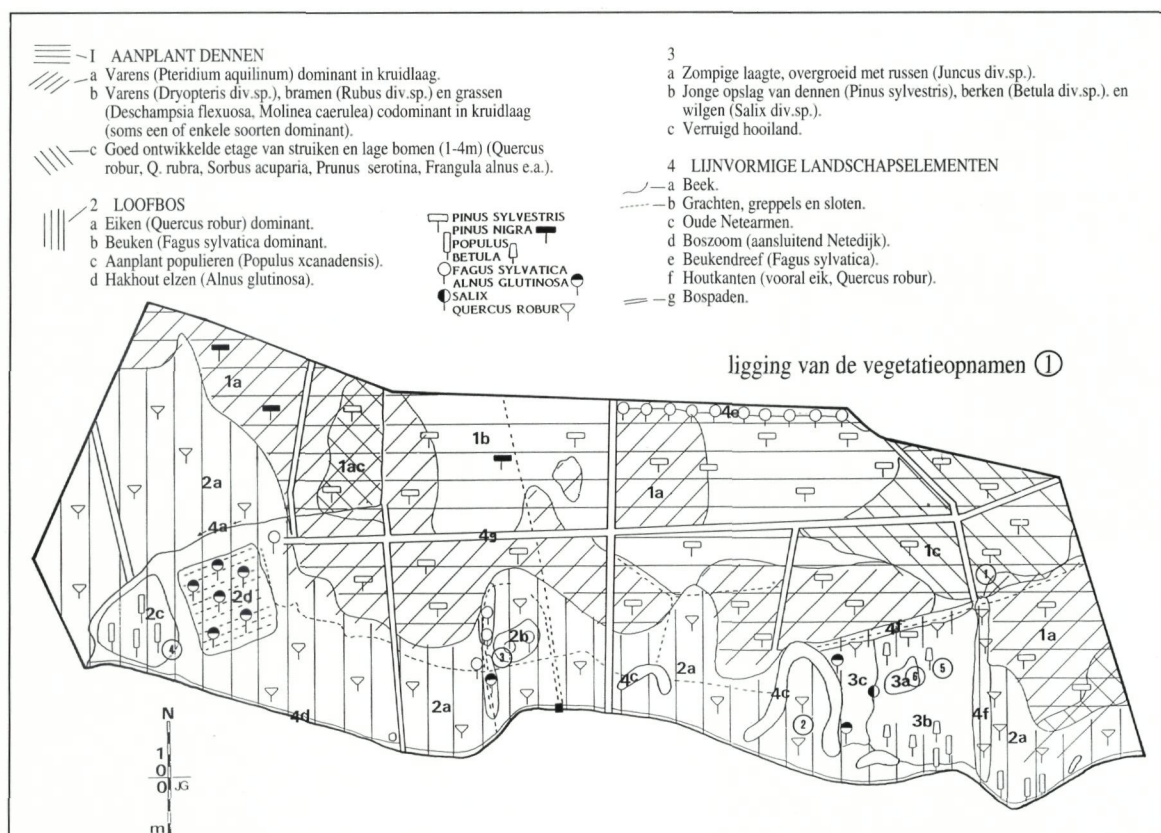 I AANPLANT DENNEN
a Varens (Pteridium aquilinum) dominant in kruidlaag.
b Varens (Dryopteris div.sp.), bramen (Rubus div.sp.) en grassen
(Deschampsia flexuosa, Molinea caerulea) codominant in kruidlaag
(soms een of enkele soorten dominant).
c Goed ontwikkelde etage van struiken en lage bomen (1-4m) (Quercus
robur, Q. rubra, Sorbus acuparia, Prunus serotina, Frangula alnus e.a.).
2 LOOFBOS
a Eiken (Quercus robur) dominant.
b Beuken (Fagus sylvatica dominant.
c Aanplant populieren (Populus xcanadensis).
d Hakhout elzen (Alnus glutinosa).
PINUS SYLVESTRIS
PINUS NIGRA
POPULUS
BETULA
FAGUS SYLVATICA
ALNUS GLUTINOSA
SALIX
QUERCUS ROBUR
3
a Zompige laagte, overgroeid met russen (Juncus div.sp.).
b Jonge opslag van dennen (Pinus sylvestris), berken (Betula div.sp.). en
wilgen (Salix div.sp.).
c Verruigd hooiland.
4 LIJNVORMIGE LANDSCHAPSELEMENTEN
a Beek.
b Grachten, greppels en sloten.
c Oude Netearmen.
d Boszoom (aansluitend Netedijk).
e Beukendreef (Fagus sylvatica).
f Houtkanten (vooral eik, Quercus robur).
g Bospaden.
ligging van de vegetatieopnamen 1
1a
4e
1b
1ac
1a
2a
4a
4g
1c
1
2d
2c
4
2b
3
4f
1a
2a
4c
4c
3c
3a
6
5
2
3b
4f
2a
4d
2a
N
100
JG
m